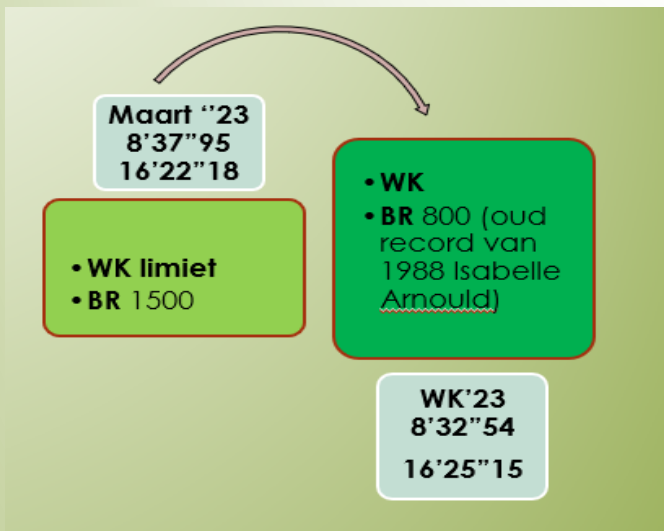 Maart ‘’23
8’37”95
16’22”18
• WK limiet
• BR 1500
• WK
• BR 800 (oud
record van
1988 Isabelle
Arnould)
WK’23
8’32”54
16’25”15